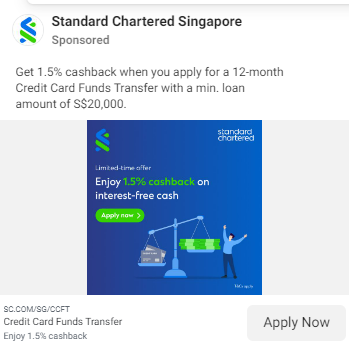 Standard Chartered Singapore
Sponsored
Get 1.5% cashback when you apply for a 12-month
Credit Card Funds Transfer with a min. loan
amount of S$20,000.
standard
chartered
Limited-time offer
Enjoy 1.5% cashback on
interest-free cash
Apply now >
T&Cs apply
SC.COM/SG/CCFT
Credit Card Funds Transfer
Enjoy 1.5% cashback
Apply Now